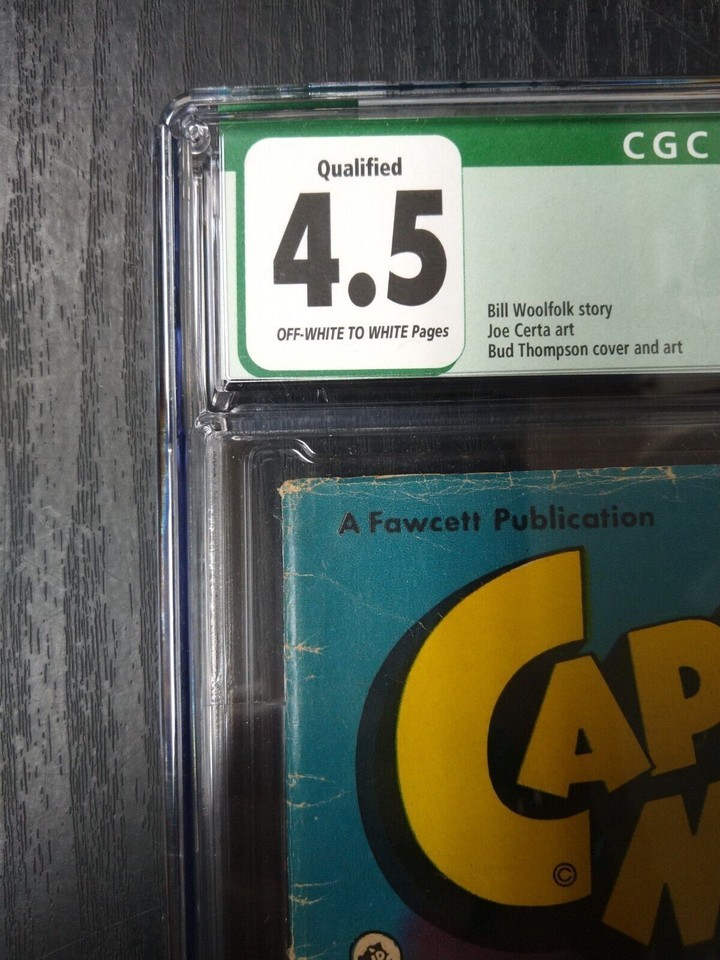 CGC
Qualified
4.5
OFF-WHITE TO WHITE Pages
Bill Woolfolk story
Joe Certa art
Bud Thompson cover and art
A Fawcett Publication
CAP
M
©